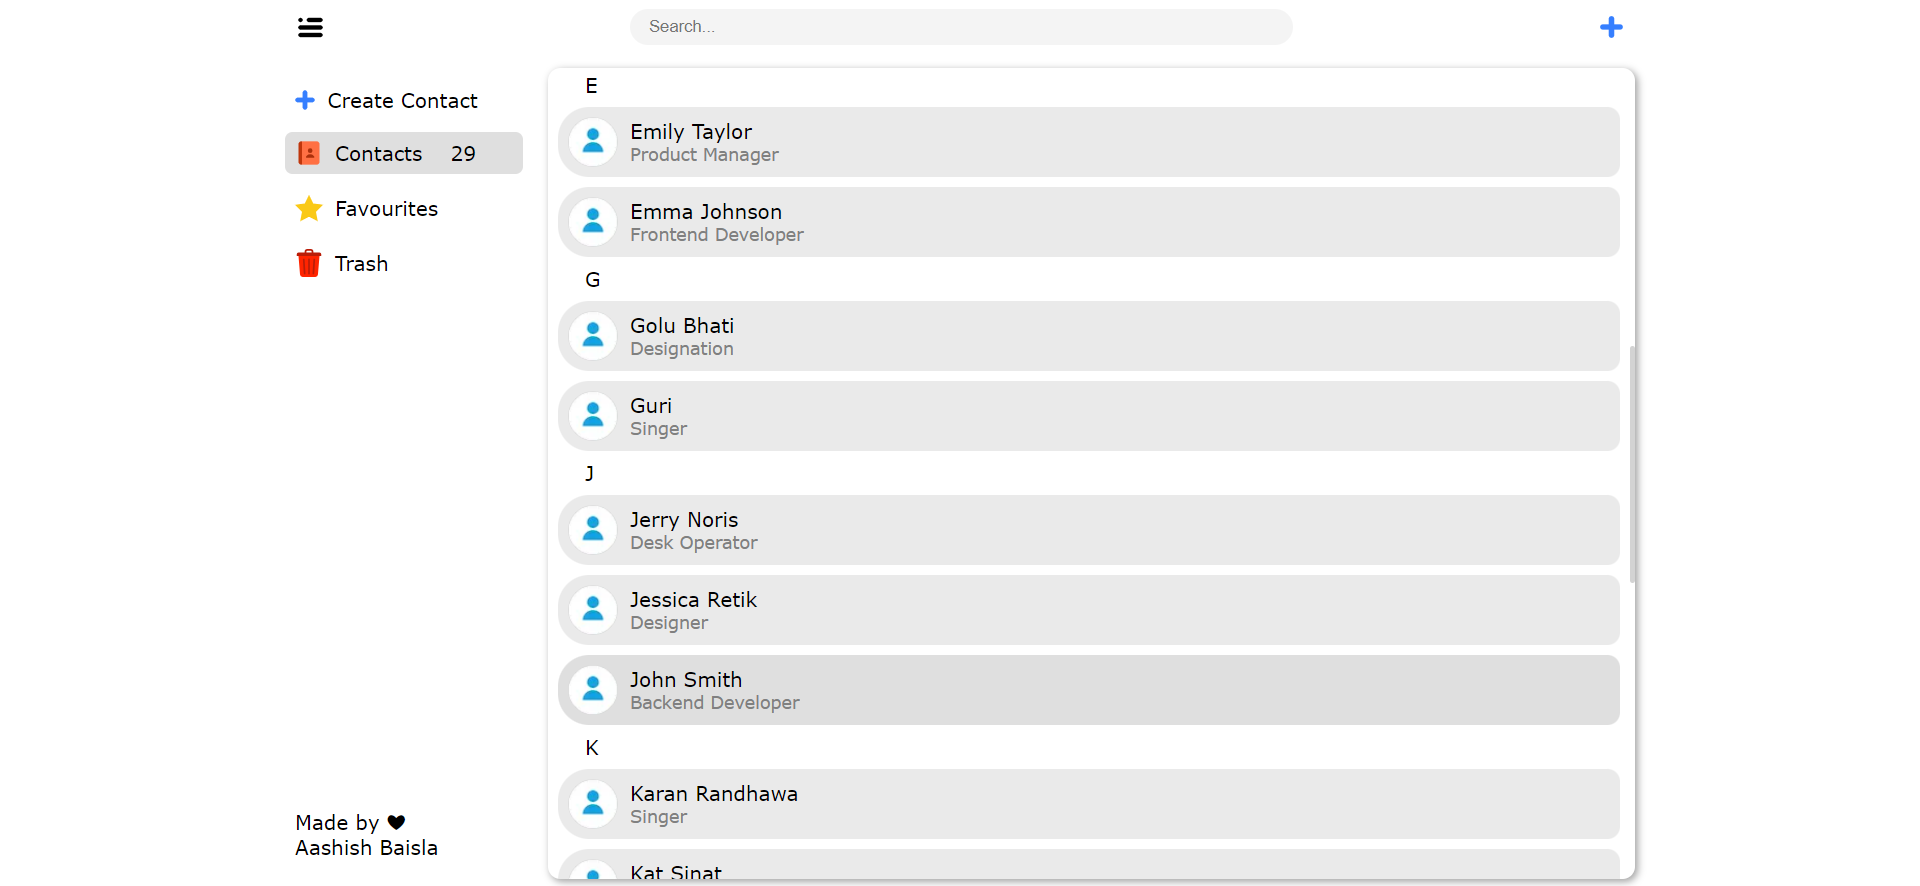 Search...
Create Contact
Contacts 29
Favourites
Trash
Made by
Aashish Baisla
E
Emily Taylor
Product Manager
Emma Johnson
Frontend Developer
G
Golu Bhati
Designation
Guri
Singer
J
Jerry Noris
Desk Operator
Jessica Retik
Designer
John Smith
Backend Developer
K
Karan Randhawa
Singer
Kat Sinat